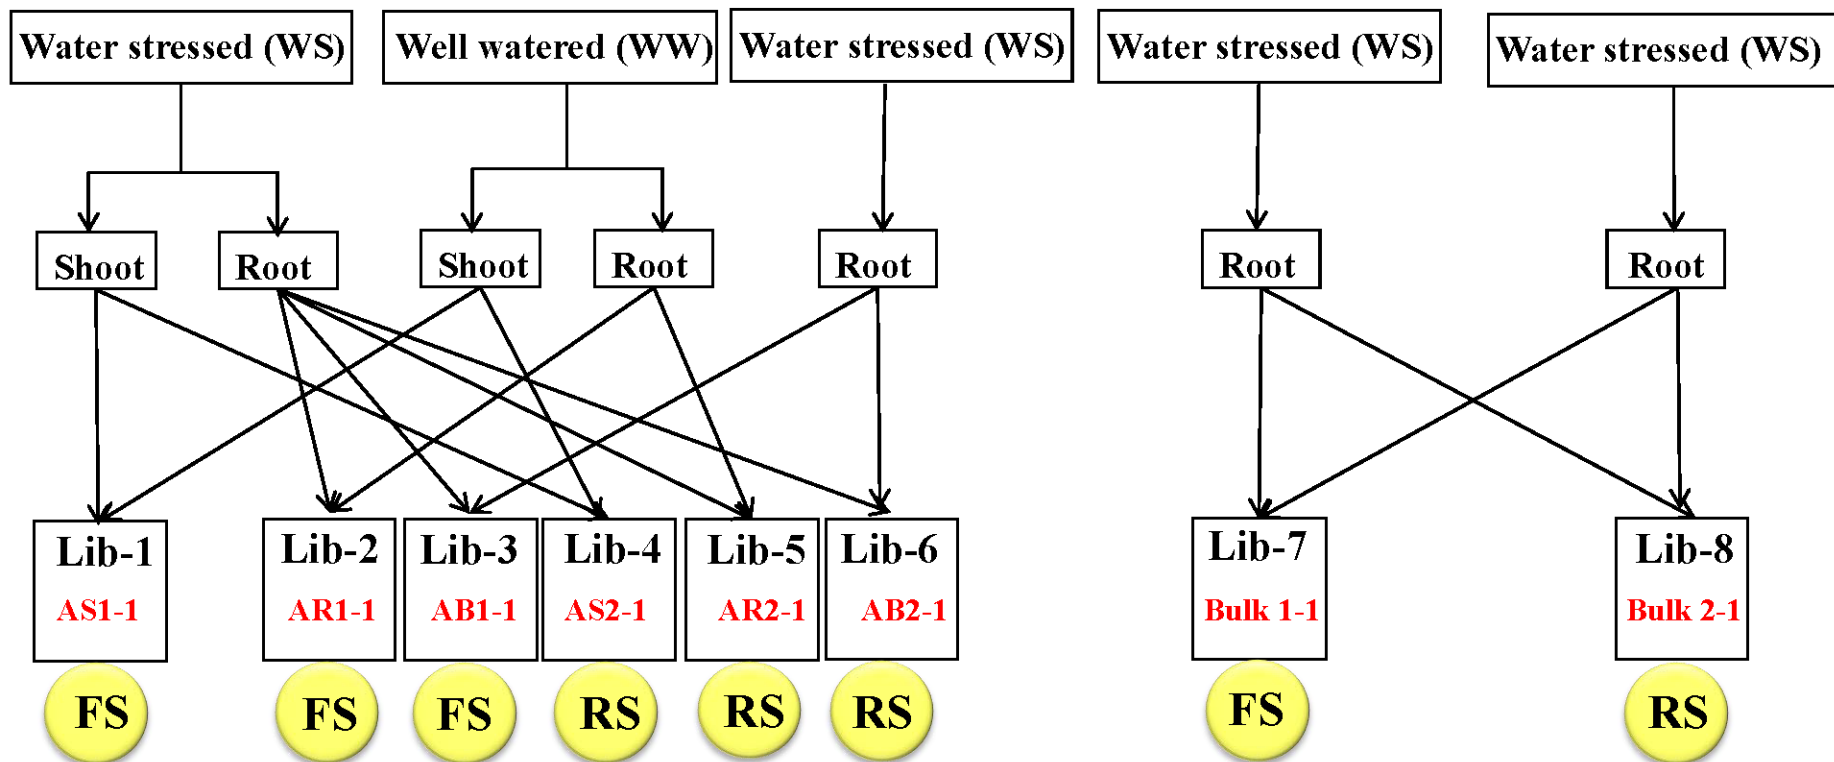 Water stressed (WS)
Well watered (WW)
Water stressed (WS)
Water stressed (WS)
Water stressed (WS)
Shoot
Root
Shoot
Root
Root
Root
Root
Lib-1
AS1-1
Lib-2
AR1-1
Lib-3
AB1-1
Lib-4
AS2-1
Lib-5
AR2-1
Lib-6
AB2-1
Lib-7
Bulk 1-1
Lib-8
Bulk 2-1
FS
FS
FS
RS
RS
RS
FS
RS